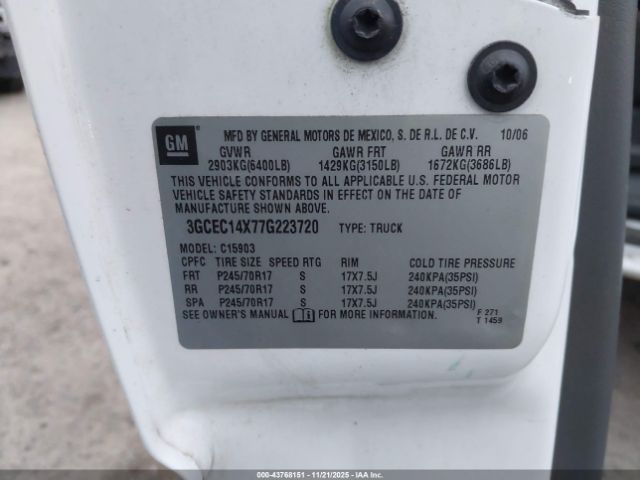 GM
MFD BY GENERAL MOTORS DE MEXICO, S. DE R.L. DE C.V. 10/06
GVWR GAWR FRT GAWR RR
2903KG(6400LB) 1429KG(3150LB) 1672KG(3686LB)
THIS VEHICLE CONFORMS TO ALL APPLICABLE U.S. FEDERAL MOTOR
VEHICLE SAFETY STANDARDS IN EFFECT ON THE DATE OF
MANUFACTURE SHOWN ABOVE.
3GCEC14X77G223720 TYPE: TRUCK
MODEL: C15903
CPFC TIRE SIZE SPEED RTG RIM COLD TIRE PRESSURE
FRT P245/70R17 S 17X7.5J 240KPA(35PSI)
RR P245/70R17 S 17X7.5J 240KPA(35PSI)
SPA P245/70R17 S 17X7.5J 240KPA(35PSI)
SEE OWNER'S MANUAL FOR MORE INFORMATION.
F 271
T 1459
000-43768151 - 11/21/2025 - IAAI.CA